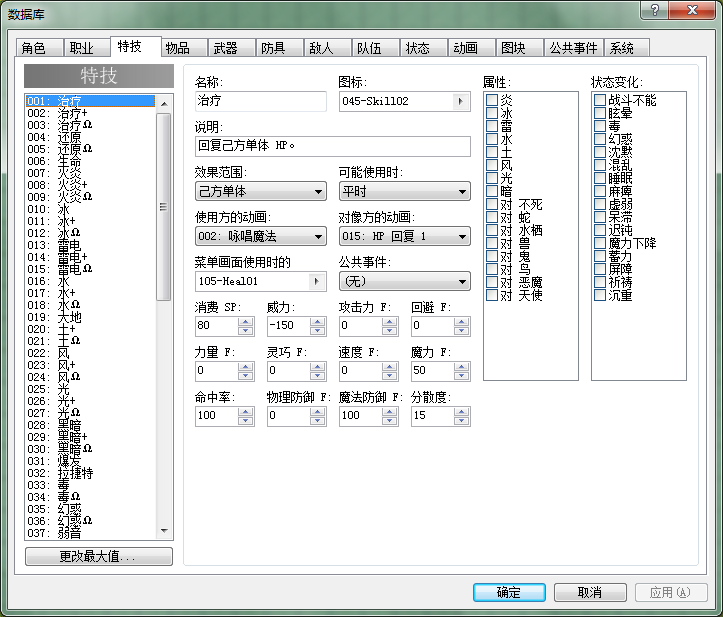 数据库
角色 职业 特技 物品 武器 防具 敌人 队伍 状态 动画 图块 公共事件 系统
特技
001: 治疗
002: 治疗+
003: 治疗Ω
004: 还原
005: 还原Ω
006: 生命
007: 火炎
008: 火炎+
009: 火炎Ω
010: 冰
011: 冰+
012: 冰Ω
013: 雷电
014: 雷电+
015: 雷电Ω
016: 水
017: 水+
018: 水Ω
019: 大地
020: 土+
021: 土Ω
022: 风
023: 风+
024: 风Ω
025: 光
026: 光+
027: 光Ω
028: 黑暗
029: 黑暗+
030: 黑暗Ω
031: 爆发
032: 拉捷特
033: 毒
034: 毒Ω
035: 幻惑
036: 幻惑Ω
037: 弱音
更改最大值...
名称: 图标:
治疗 045-Skill02
说明:
回复己方单体 HP。
效果范围: 可能使用时:
己方单体 平时
使用方的动画: 对像方的动画:
002: 咏唱魔法 015: HP 回复 1
菜单画面使用时的 公共事件:
105-Heal01 (无)
消费 SP: 威力: 攻击力 F: 回避 F:
80 -150 0 0
力量 F: 灵巧 F: 速度 F: 魔力 F:
0 0 0 50
命中率: 物理防御 F: 魔法防御 F: 分散度:
100 0 100 15
属性:
炎
冰
雷
水
土
风
光
暗
对 不死
对 蛇
对 水栖
对 兽
对 鬼
对 鸟
对 恶魔
对 天使
状态变化:
战斗不能
眩晕
毒
幻惑
沈默
混乱
睡眠
麻痺
虚弱
呆滞
迟钝
魔力下降
蓄力
屏障
祈祷
沉重
确定 取消 应用(A)